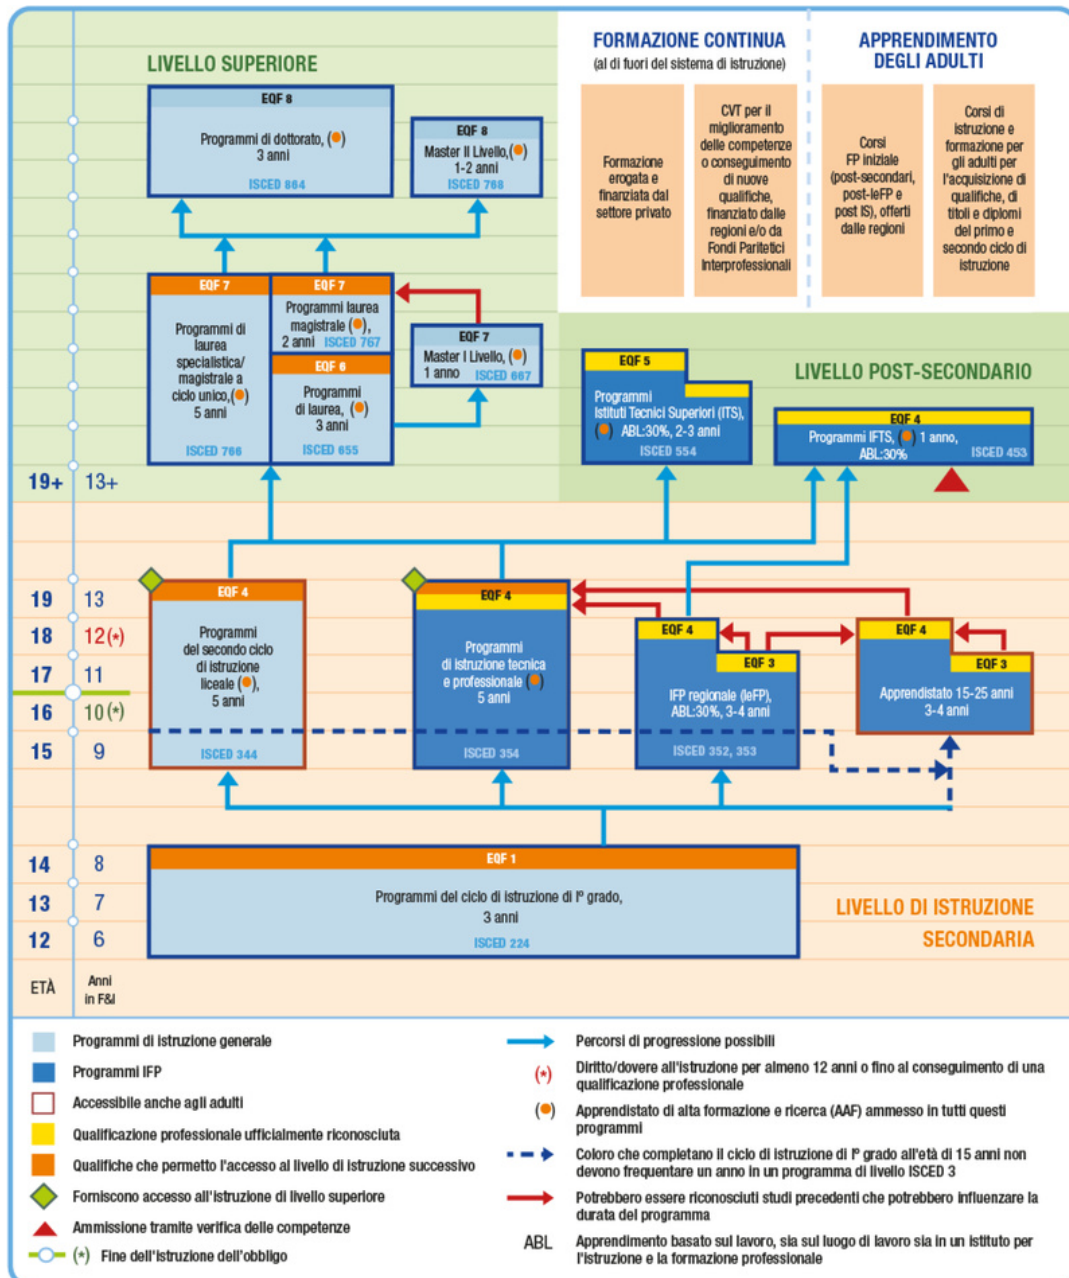 LIVELLO SUPERIORE
EQF 8
Programmi di dottorato, ( )
3 anni
ISCED 864
EQF 8
Master II Livello, ( )
1-2 anni
ISCED 768
EQF 7
Programmi di
laurea
specialistica/
magistrale a
ciclo unico, ( )
5 anni
ISCED 766
EQF 7
Programmi laurea
magistrale ( ),
2 anni ISCED 767
EQF 6
Programmi
di laurea, ( )
3 anni
ISCED 655
EQF 7
Master I Livello, ( )
1 anno ISCED 667
FORMAZIONE CONTINUA
(al di fuori del sistema di istruzione)
Formazione
erogata e
finanziata dal
settore privato
CVT per il
miglioramento
delle competenze
o conseguimento
di nuove
qualifiche,
finanziato dalle
regioni e/o da
Fondi Paritetici
Interprofessionali
APPRENDIMENTO
DEGLI ADULTI
Corsi
FP iniziale
(post-secondari,
post-IeFP e
post IS), offerti
dalle regioni
Corsi di
istruzione e
formazione per
gli adulti per
l'acquisizione di
qualifiche, di
titoli e diplomi
del primo e
secondo ciclo di
istruzione
LIVELLO POST-SECONDARIO
EQF 5
Programmi
Istituti Tecnici Superiori (ITS),
( ) ABL:30%, 2-3 anni
ISCED 554
EQF 4
Programmi IFTS, ( ) 1 anno,
ABL:30% ISCED 453
19+ 13+
19 13
18 12(*)
17 11
16 10(*)
15 9
EQF 4
Programmi
del secondo ciclo
di istruzione
liceale ( ),
5 anni
ISCED 344
EQF 4
Programmi
di istruzione tecnica
e professionale ( )
5 anni
ISCED 354
EQF 4
EQF 3
IFP regionale (IeFP),
ABL:30%, 3-4 anni
ISCED 352, 353
EQF 4
EQF 3
Apprendistato 15-25 anni
3-4 anni
14 8
13 7
12 6
EQF 1
Programmi del ciclo di istruzione di Iº grado,
3 anni
ISCED 224
LIVELLO DI ISTRUZIONE
SECONDARIA
ETÀ
Anni
in F&I
Programmi di istruzione generale
Programmi IFP
Accessibile anche agli adulti
Qualificazione professionale ufficialmente riconosciuta
Qualifiche che permetto l'accesso al livello di istruzione successivo
Forniscono accesso all'istruzione di livello superiore
Ammissione tramite verifica delle competenze
(*) Fine dell'istruzione dell'obbligo
Percorsi di progressione possibili
(*) Diritto/dovere all'istruzione per almeno 12 anni o fino al conseguimento di una
qualificazione professionale
( ) Apprendistato di alta formazione e ricerca (AAF) ammesso in tutti questi
programmi
Coloro che completano il ciclo di istruzione di Iº grado all'età di 15 anni non
devono frequentare un anno in un programma di livello ISCED 3
Potrebbero essere riconosciuti studi precedenti che potrebbero influenzare la
durata del programma
ABL Apprendimento basato sul lavoro, sia sul luogo di lavoro sia in un istituto per
l'istruzione e la formazione professionale